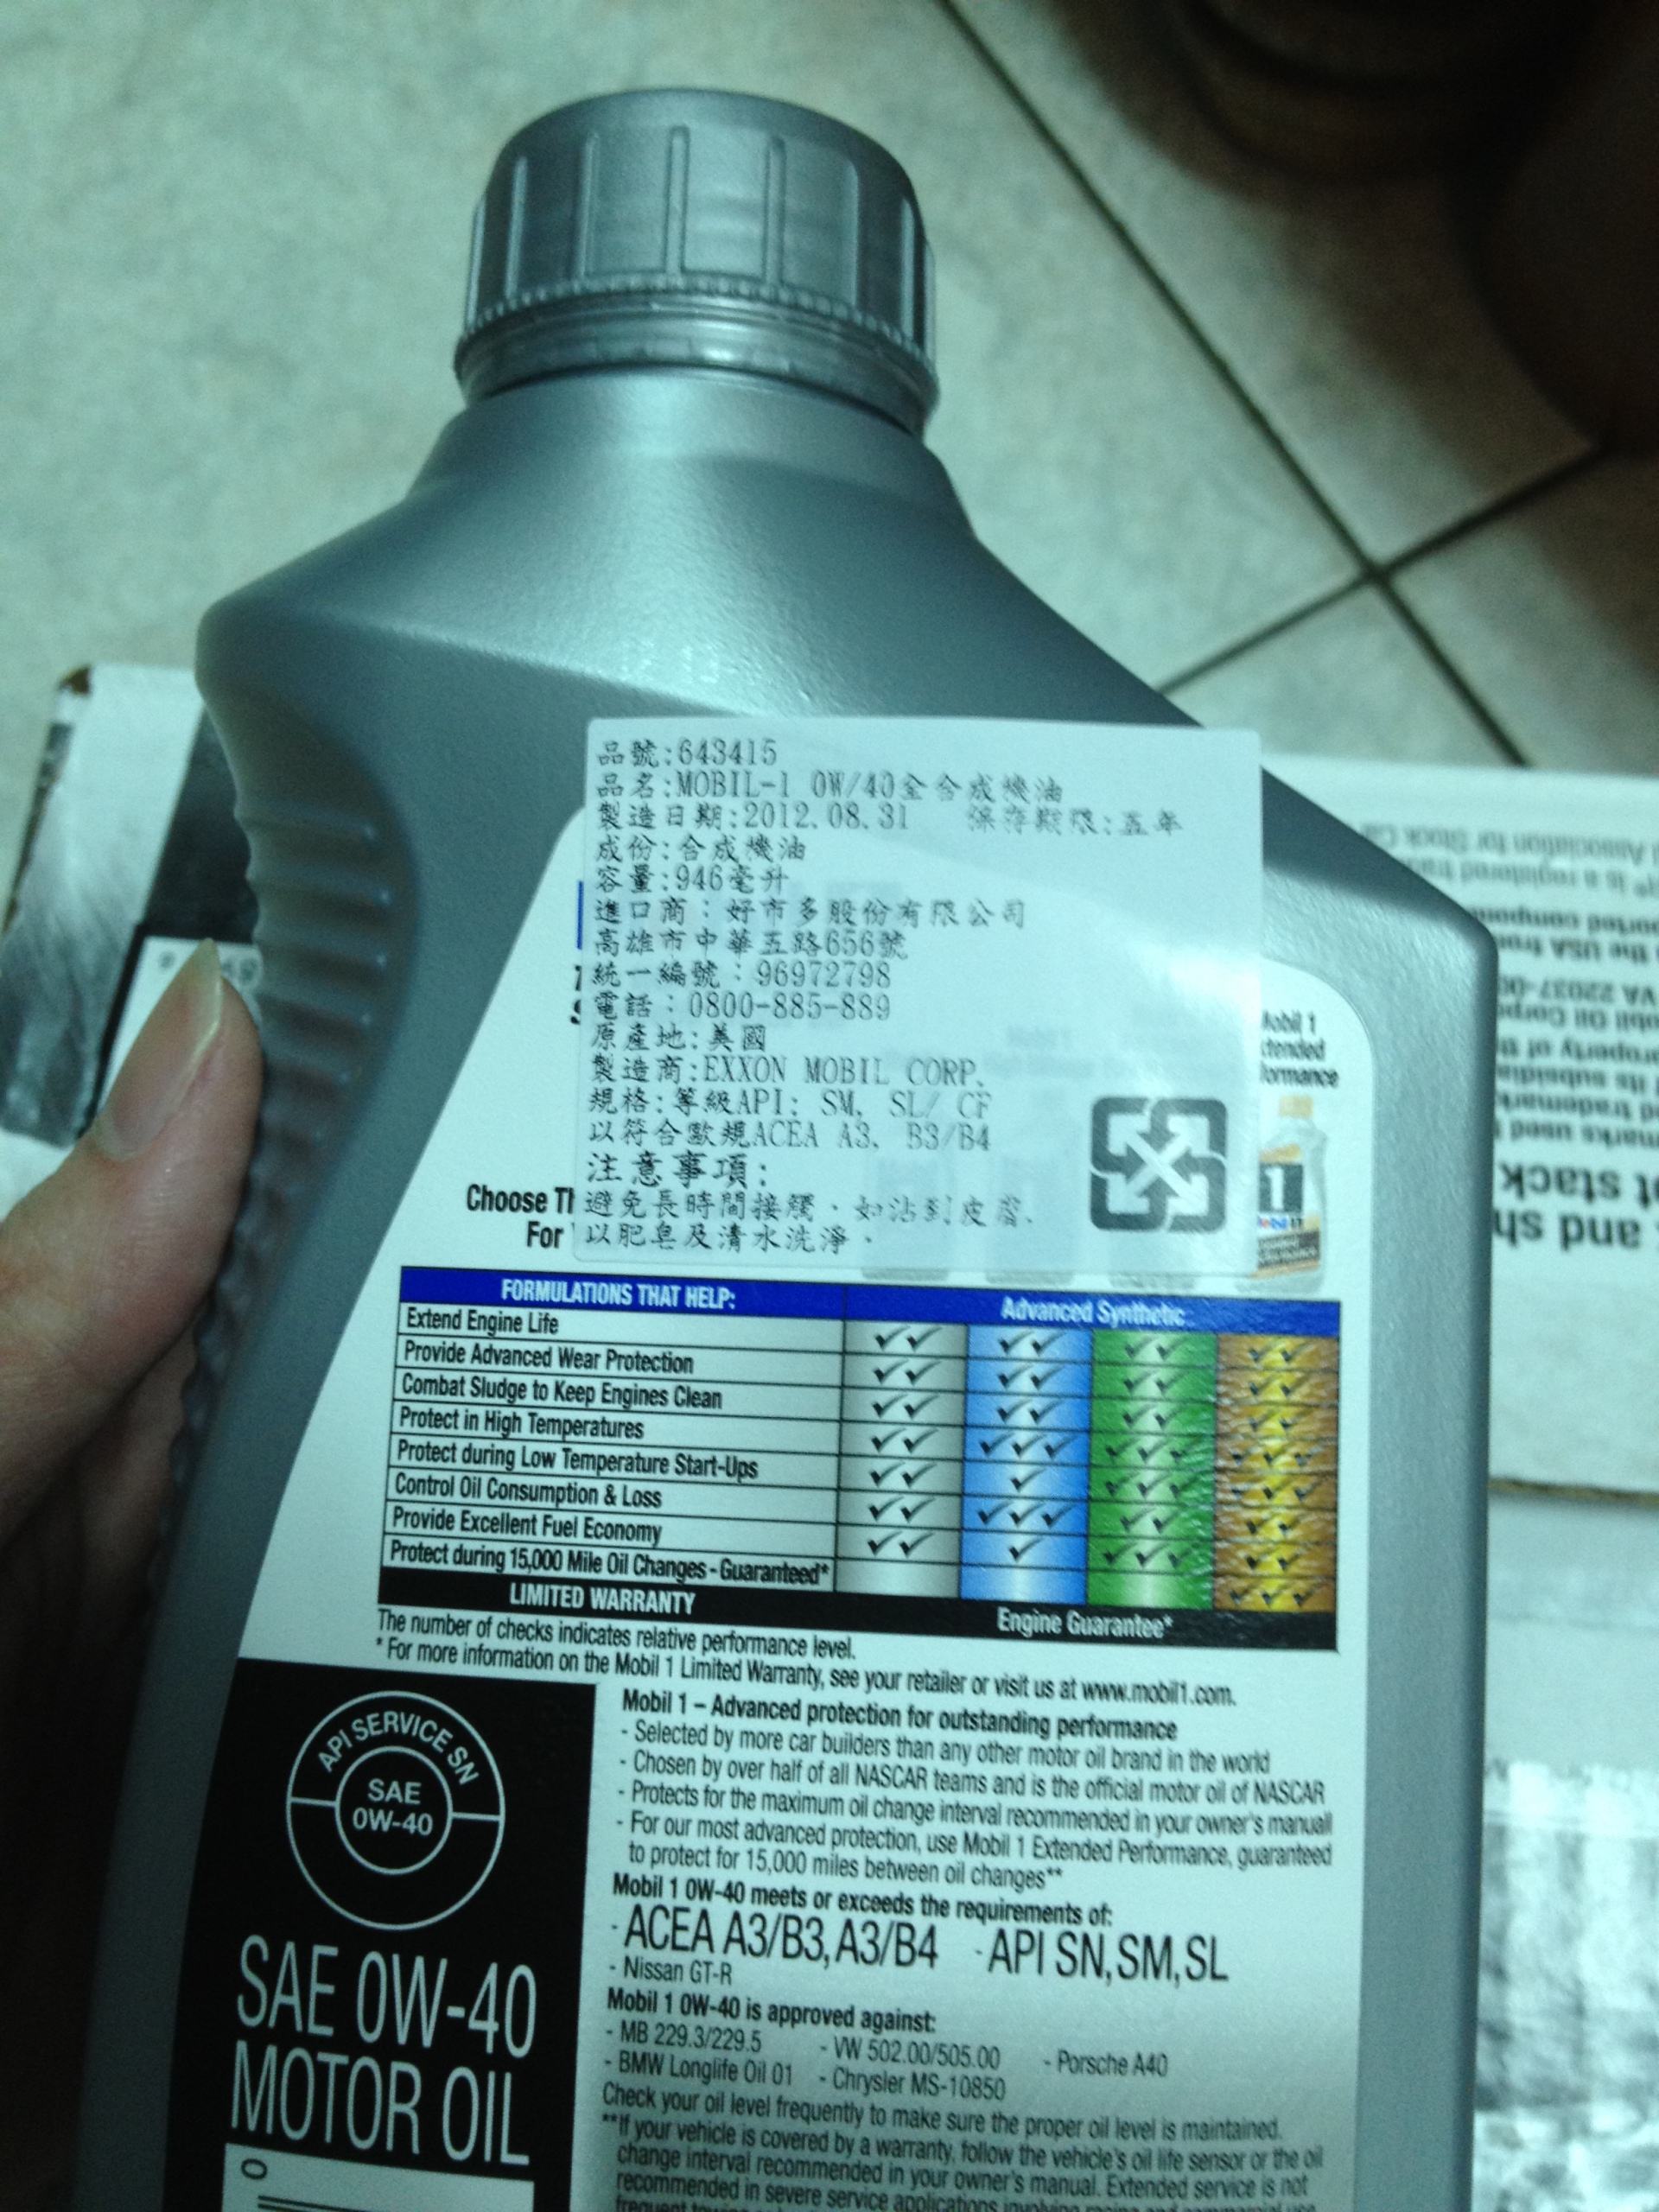 品號:643415
品名:MOBIL-1 0W/40全合成機油
製造日期:2012.08.31 保存期限:五年
成份:合成機油
容量:946毫升
進口商：好市多股份有限公司
高雄市中華五路656號
統一編號：96972798
電話：0800-885-889
原產地:美國
製造商:EXXON MOBIL CORP.
規格:等級API: SM, SL/ CF
以符合歐規ACEA A3, B3/B4
注意事項:
避免長時間接觸，如沾到皮膚,
以肥皂及清水洗淨。
Mobil 1
Extended
Performance
1
Choose Th
For
FORMULATIONS THAT HELP: Advanced Synthetic
Extend Engine Life ✓✓ ✓✓ ✓✓ ✓✓
Provide Advanced Wear Protection ✓✓ ✓✓ ✓✓ ✓✓
Combat Sludge to Keep Engines Clean ✓✓ ✓✓ ✓✓ ✓✓
Protect in High Temperatures ✓✓ ✓✓✓ ✓✓✓ ✓✓✓
Protect during Low Temperature Start-Ups ✓✓ ✓ ✓✓✓ ✓✓✓
Control Oil Consumption & Loss ✓✓ ✓✓✓ ✓✓ ✓✓
Provide Excellent Fuel Economy ✓✓ ✓ ✓✓✓ ✓✓
Protect during 15,000 Mile Oil Changes - Guaranteed* ✓✓✓
LIMITED WARRANTY Engine Guarantee*
The number of checks indicates relative performance level.
* For more information on the Mobil 1 Limited Warranty, see your retailer or visit us at www.mobil1.com.
API SERVICE SN
SAE
0W-40
SAE 0W-40
MOTOR OIL
0
Mobil 1 – Advanced protection for outstanding performance
- Selected by more car builders than any other motor oil brand in the world
- Chosen by over half of all NASCAR teams and is the official motor oil of NASCAR
- Protects for the maximum oil change interval recommended in your owner's manual
- For our most advanced protection, use Mobil 1 Extended Performance, guaranteed
to protect for 15,000 miles between oil changes**
Mobil 1 0W-40 meets or exceeds the requirements of:
- ACEA A3/B3, A3/B4 - API SN, SM, SL
- Nissan GT-R
Mobil 1 0W-40 is approved against:
- MB 229.3/229.5 - VW 502.00/505.00 - Porsche A40
- BMW Longlife Oil 01 - Chrysler MS-10850
Check your oil level frequently to make sure the proper oil level is maintained.
**If your vehicle is covered by a warranty, follow the vehicle's oil life sensor or the oil
change interval recommended in your owner's manual. Extended service is not
recommended in severe service applications involving racing and commercial use,
frequent towing